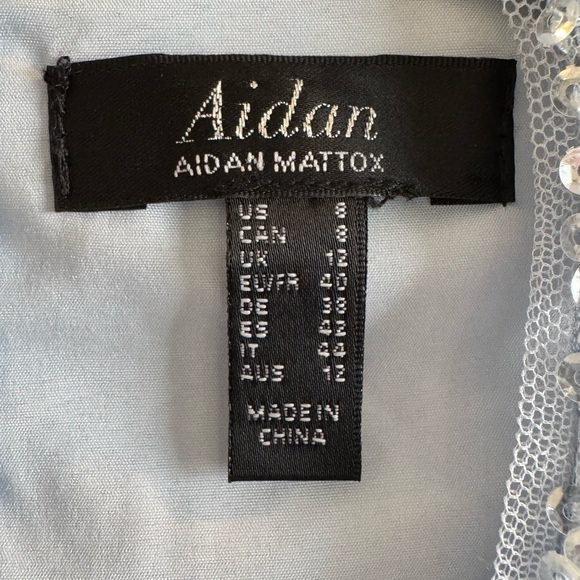 Aidan
AIDAN MATTOX
US 8
CAN 8
UK 12
EU/FR 40
DE 38
ES 42
IT 44
AUS 12
MADE IN
CHINA